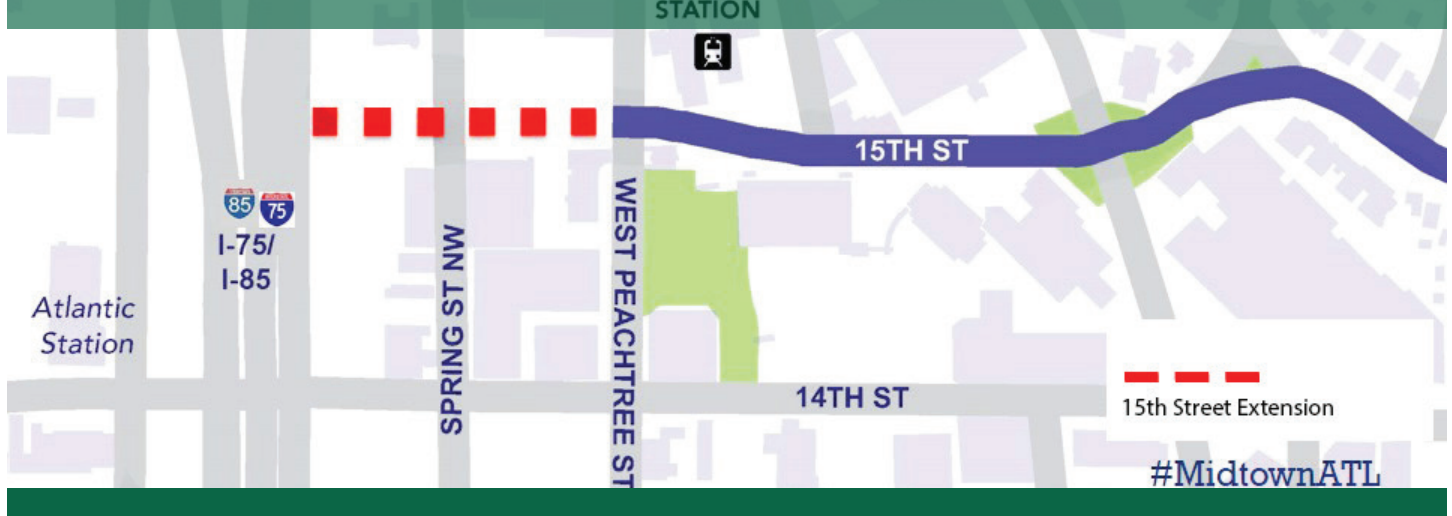 STATION
15TH ST
85 75
I-75/
I-85
Atlantic
Station
SPRING ST NW
WEST PEACHTREE ST
14TH ST
15th Street Extension
#MidtownATL